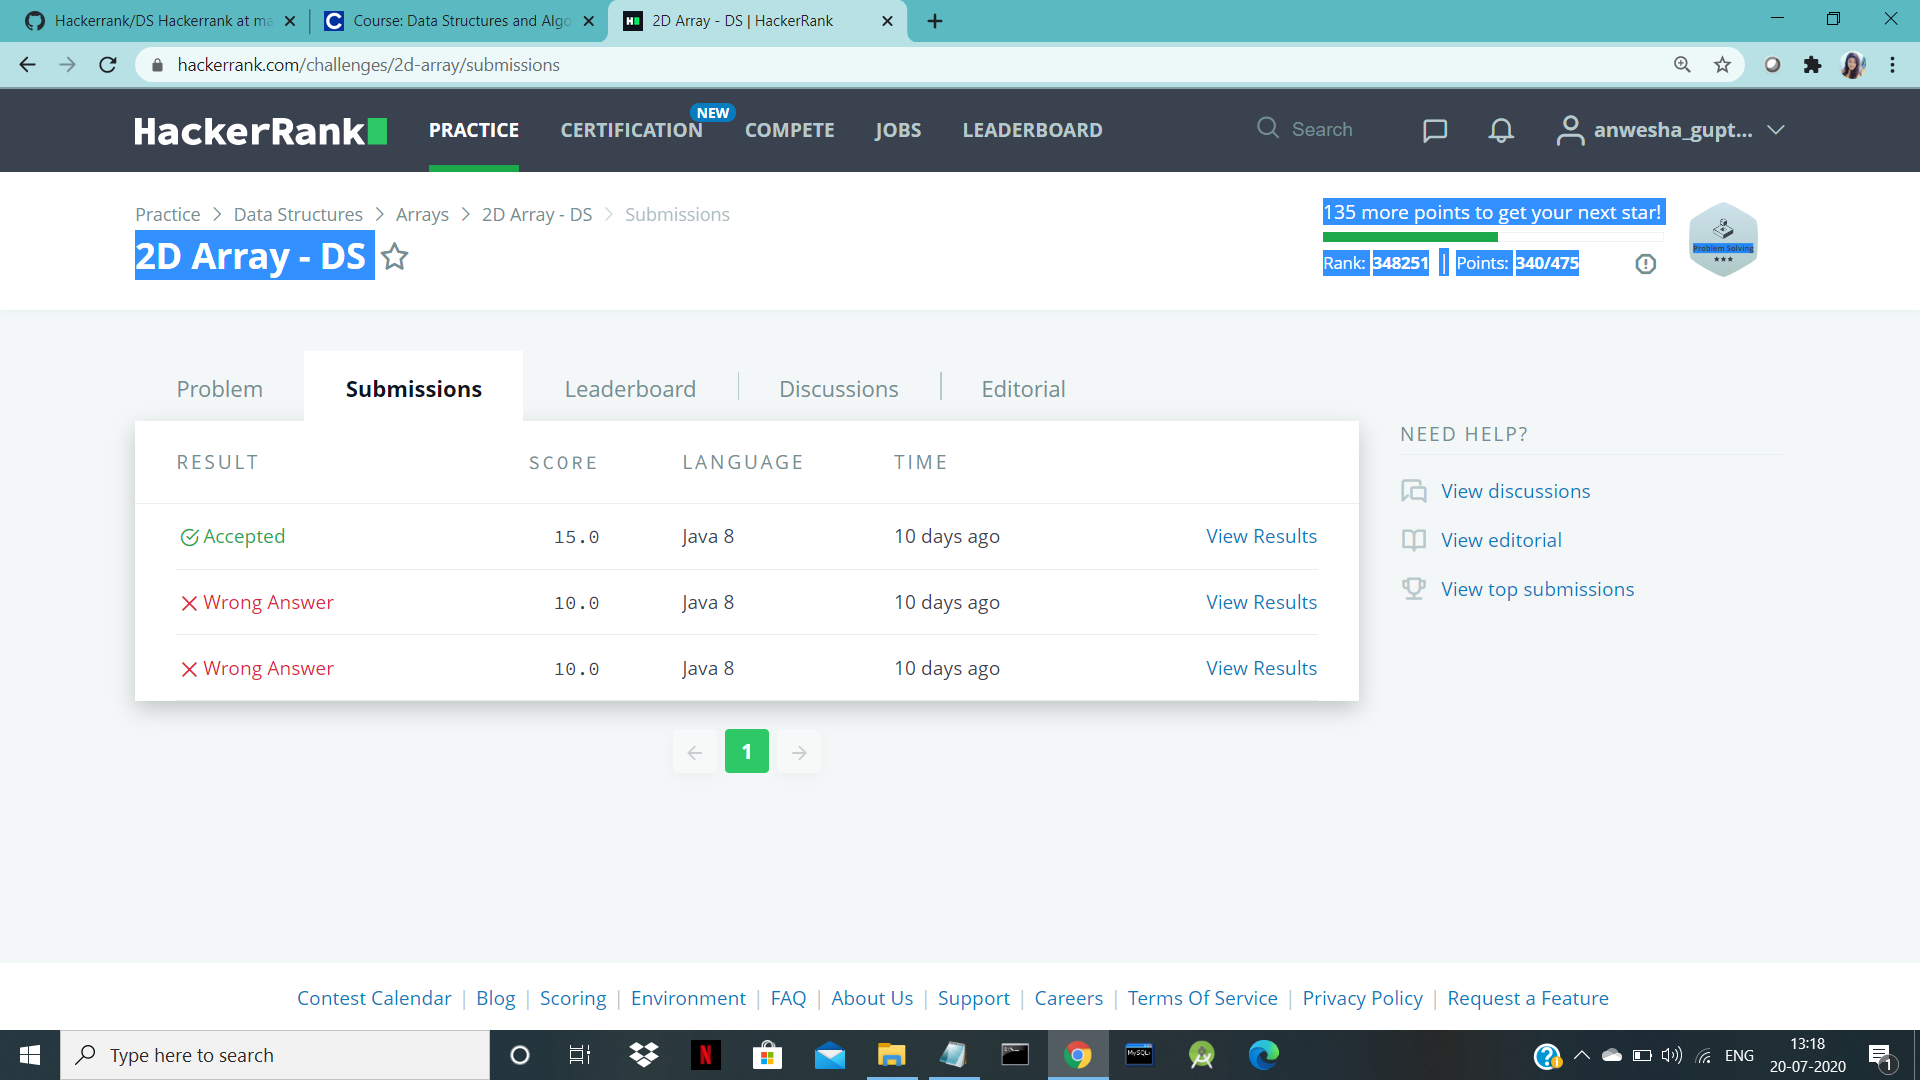 Hackerrank/DS Hackerrank at ma
Course: Data Structures and Algo
2D Array - DS | HackerRank
hackerrank.com/challenges/2d-array/submissions
HackerRank
PRACTICE
CERTIFICATION
NEW
COMPETE
JOBS
LEADERBOARD
Search
anwesha_gupt...
Practice > Data Structures > Arrays > 2D Array - DS > Submissions
2D Array - DS
135 more points to get your next star!
Rank: 348251 | Points: 340/475
Problem Solving
Problem
Submissions
Leaderboard
Discussions
Editorial
RESULT SCORE LANGUAGE TIME
Accepted 15.0 Java 8 10 days ago View Results
Wrong Answer 10.0 Java 8 10 days ago View Results
Wrong Answer 10.0 Java 8 10 days ago View Results
1
NEED HELP?
View discussions
View editorial
View top submissions
Contest Calendar | Blog | Scoring | Environment | FAQ | About Us | Support | Careers | Terms Of Service | Privacy Policy | Request a Feature
Type here to search
MySQL
ENG
13:18
20-07-2020
1